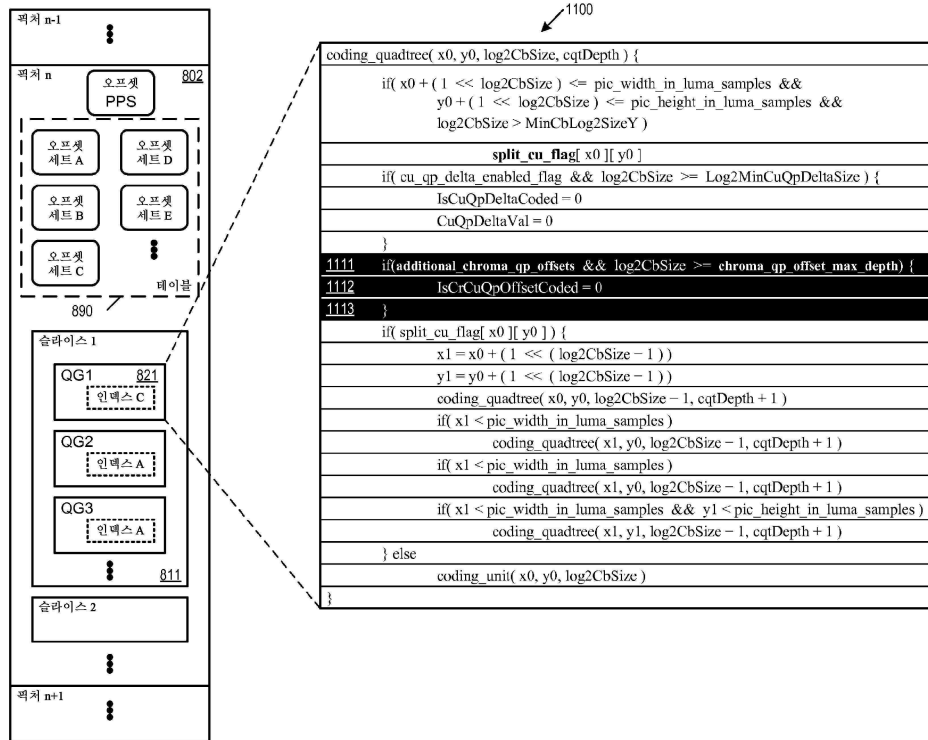 픽처 n-1
픽처 n
802
오프셋
PPS
오프셋
세트 A
오프셋
세트 D
오프셋
세트 B
오프셋
세트 E
오프셋
세트 C
테이블
890
슬라이스 1
QG1
821
인덱스 C
QG2
인덱스 A
QG3
인덱스 A
811
슬라이스 2
픽처 n+1
1100
coding_quadtree( x0, y0, log2CbSize, cqtDepth ) {
if( x0 + ( 1 << log2CbSize ) <= pic_width_in_luma_samples &&
y0 + ( 1 << log2CbSize ) <= pic_height_in_luma_samples &&
log2CbSize > MinCbLog2SizeY )
split_cu_flag[ x0 ][ y0 ]
if( cu_qp_delta_enabled_flag && log2CbSize >= Log2MinCuQpDeltaSize ) {
IsCuQpDeltaCoded = 0
CuQpDeltaVal = 0
}
1111 if(additional_chroma_qp_offsets && log2CbSize >= chroma_qp_offset_max_depth) {
1112 IsCrCuQpOffsetCoded = 0
1113 }
if( split_cu_flag[ x0 ][ y0 ] ) {
x1 = x0 + ( 1 << ( log2CbSize − 1 ) )
y1 = y0 + ( 1 << ( log2CbSize − 1 ) )
coding_quadtree( x0, y0, log2CbSize − 1, cqtDepth + 1 )
if( x1 < pic_width_in_luma_samples )
coding_quadtree( x1, y0, log2CbSize − 1, cqtDepth + 1 )
if( x1 < pic_width_in_luma_samples )
coding_quadtree( x1, y0, log2CbSize − 1, cqtDepth + 1 )
if( x1 < pic_width_in_luma_samples && y1 < pic_height_in_luma_samples )
coding_quadtree( x1, y1, log2CbSize − 1, cqtDepth + 1 )
} else
coding_unit( x0, y0, log2CbSize )
}